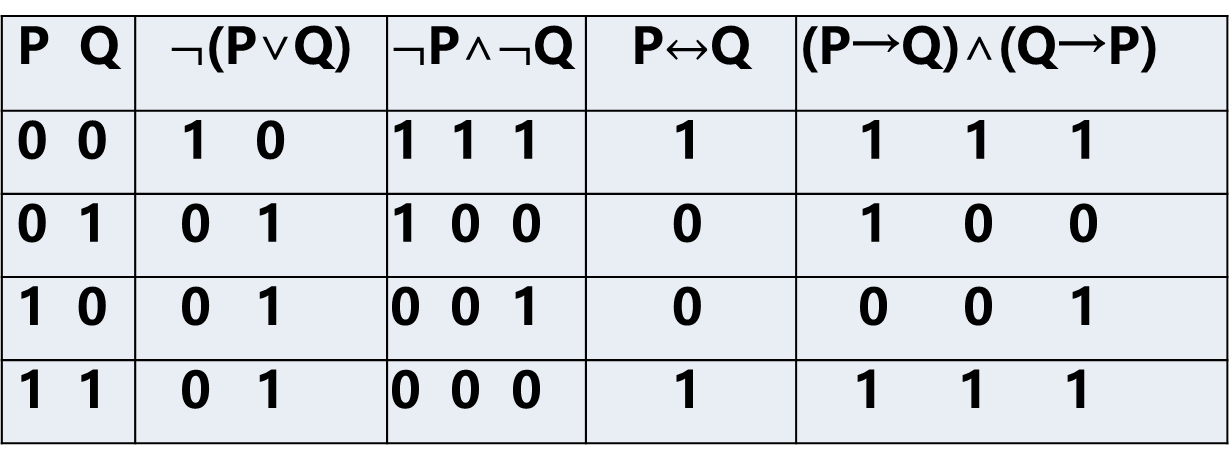 P Q ¬(P∨Q) ¬P∧¬Q P↔Q (P→Q)∧(Q→P)
0 0 1 0 1 1 1 1 1 1 1
0 1 0 1 1 0 0 0 1 0 0
1 0 0 1 0 0 1 0 0 0 1
1 1 0 1 0 0 0 1 1 1 1